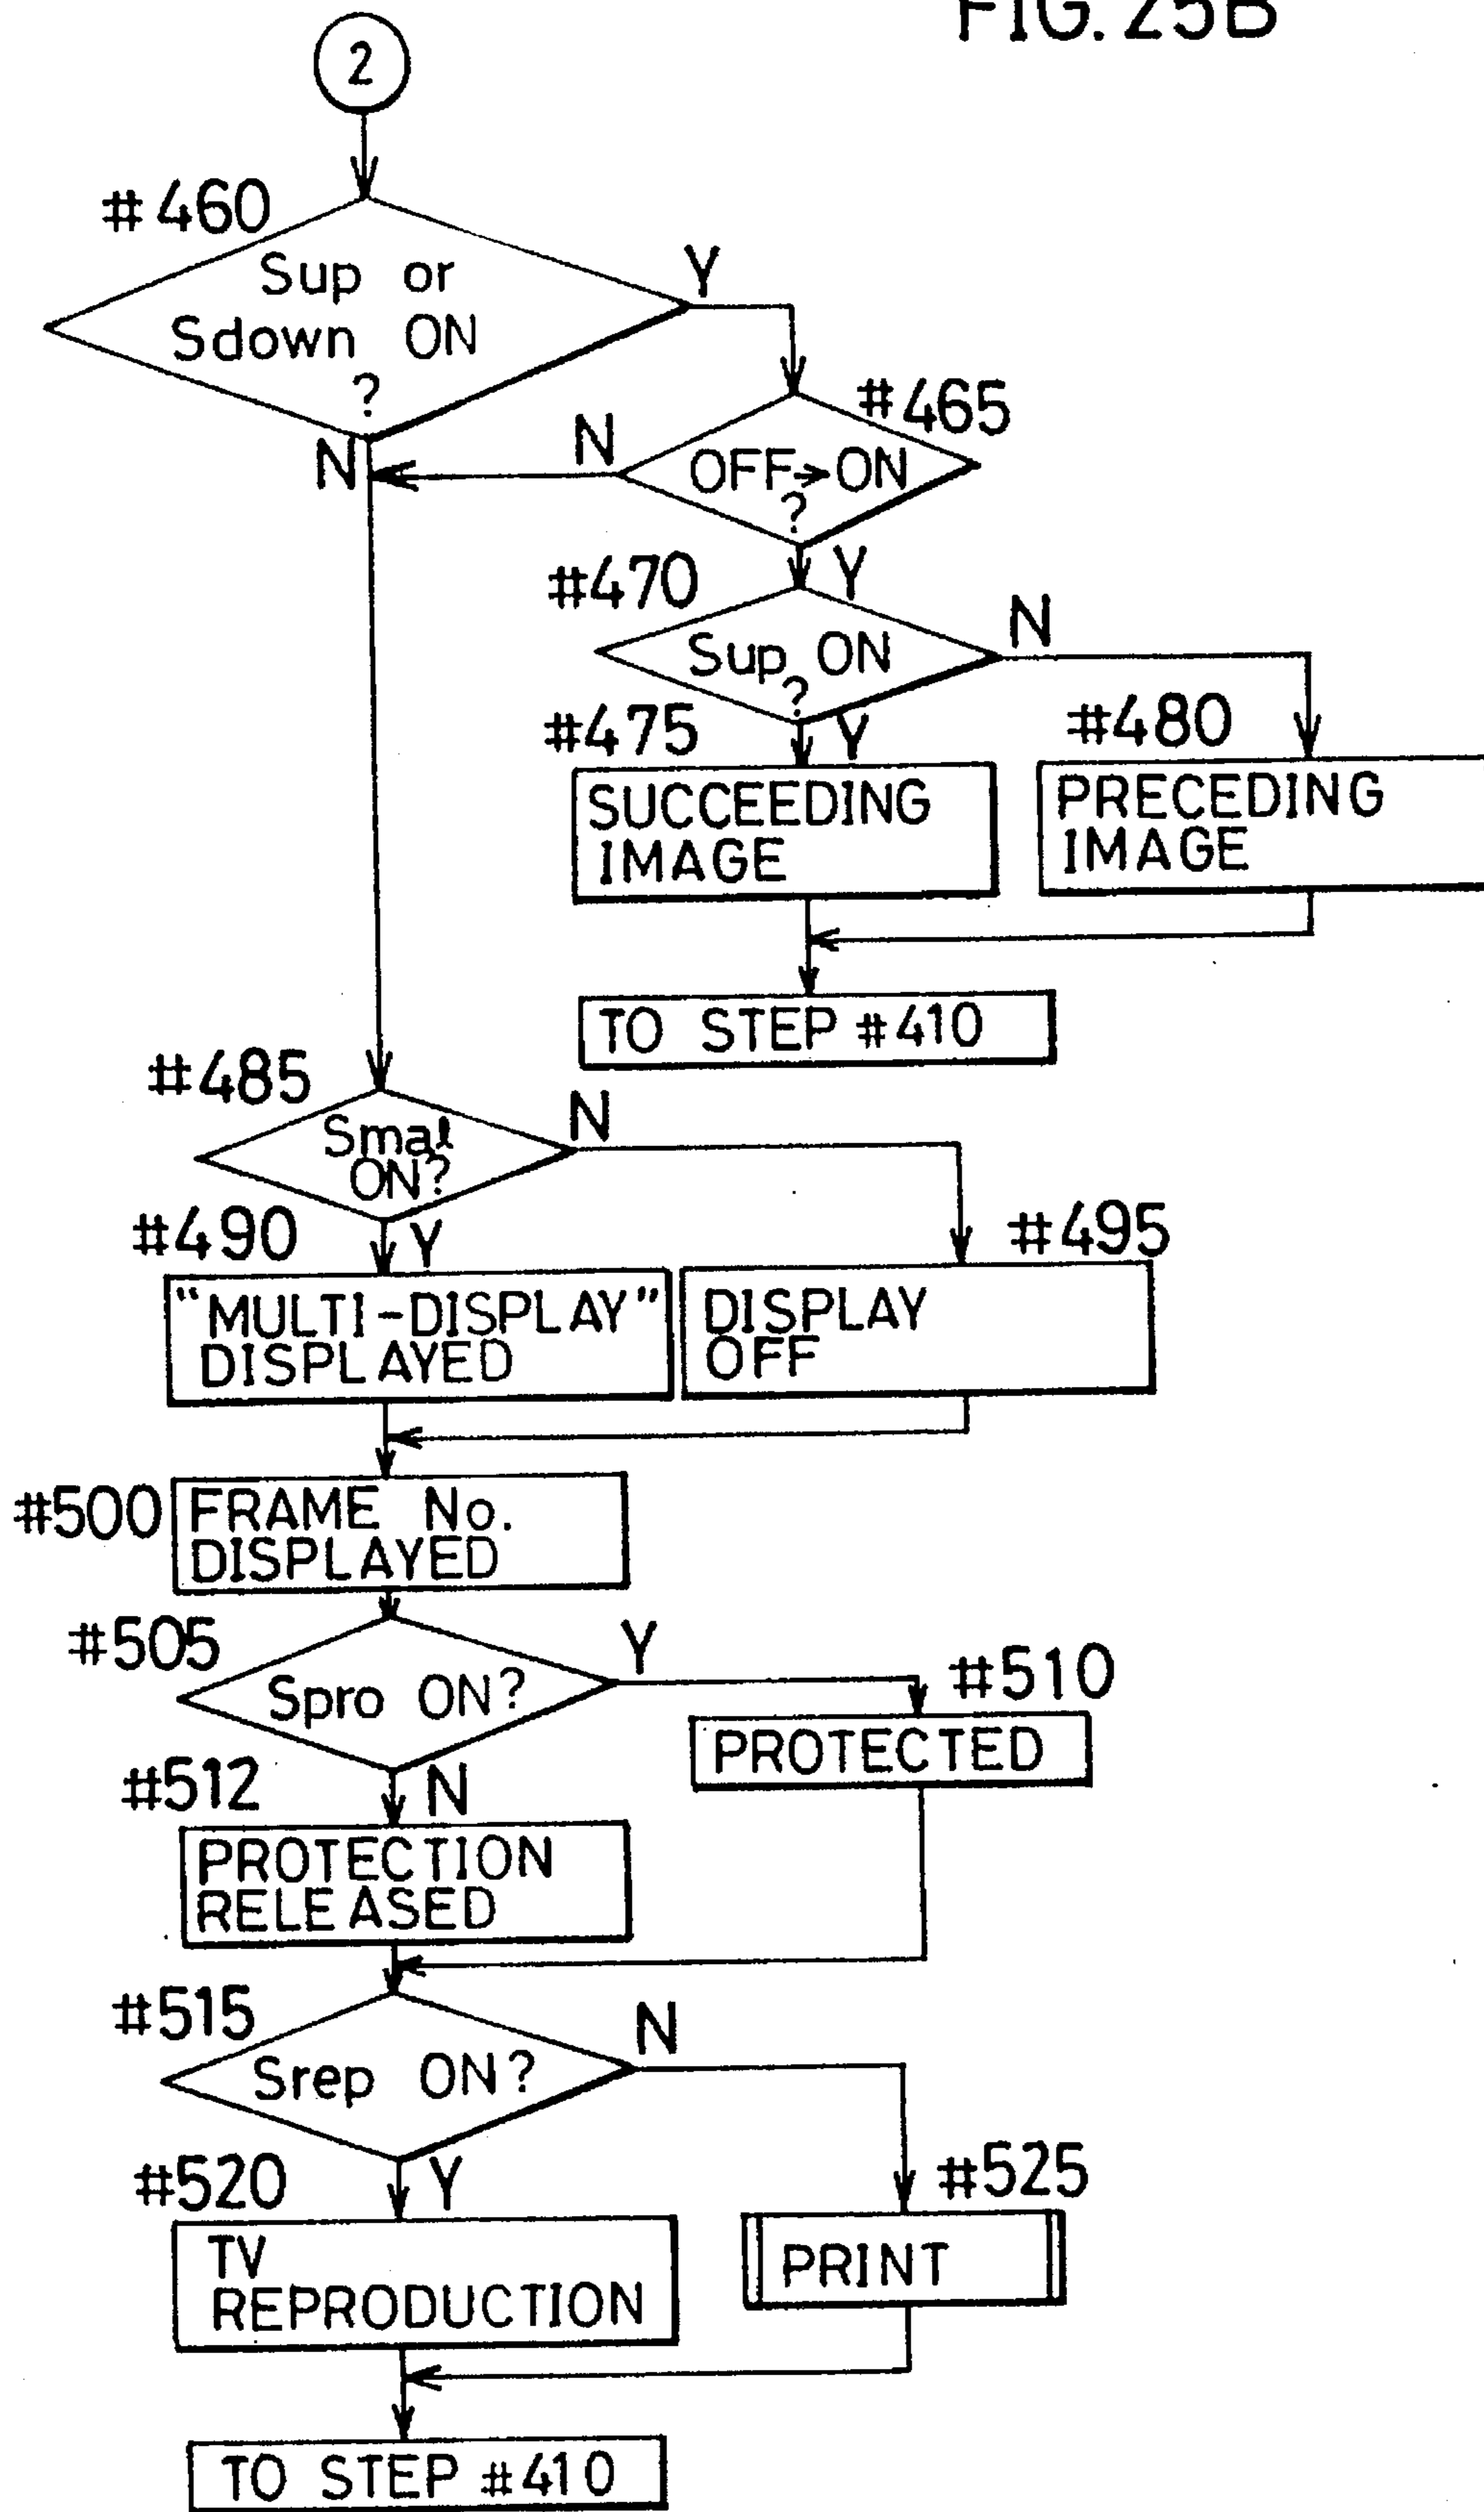 FIG. 25B
2
#460
Sup or
Sdown ON
?
Y
N
#465
OFF→ON
?
N
Y
#470
Sup ON
?
N
Y
#475
SUCCEEDING
IMAGE
#480
PRECEDING
IMAGE
TO STEP #410
#485
Smal
ON?
N
Y
#490
"MULTI-DISPLAY"
DISPLAYED
#495
DISPLAY
OFF
#500
FRAME No.
DISPLAYED
#505
Spro ON?
Y
N
#510
PROTECTED
#512
PROTECTION
RELEASED
#515
Srep ON?
N
Y
#520
TV
REPRODUCTION
#525
PRINT
TO STEP #410